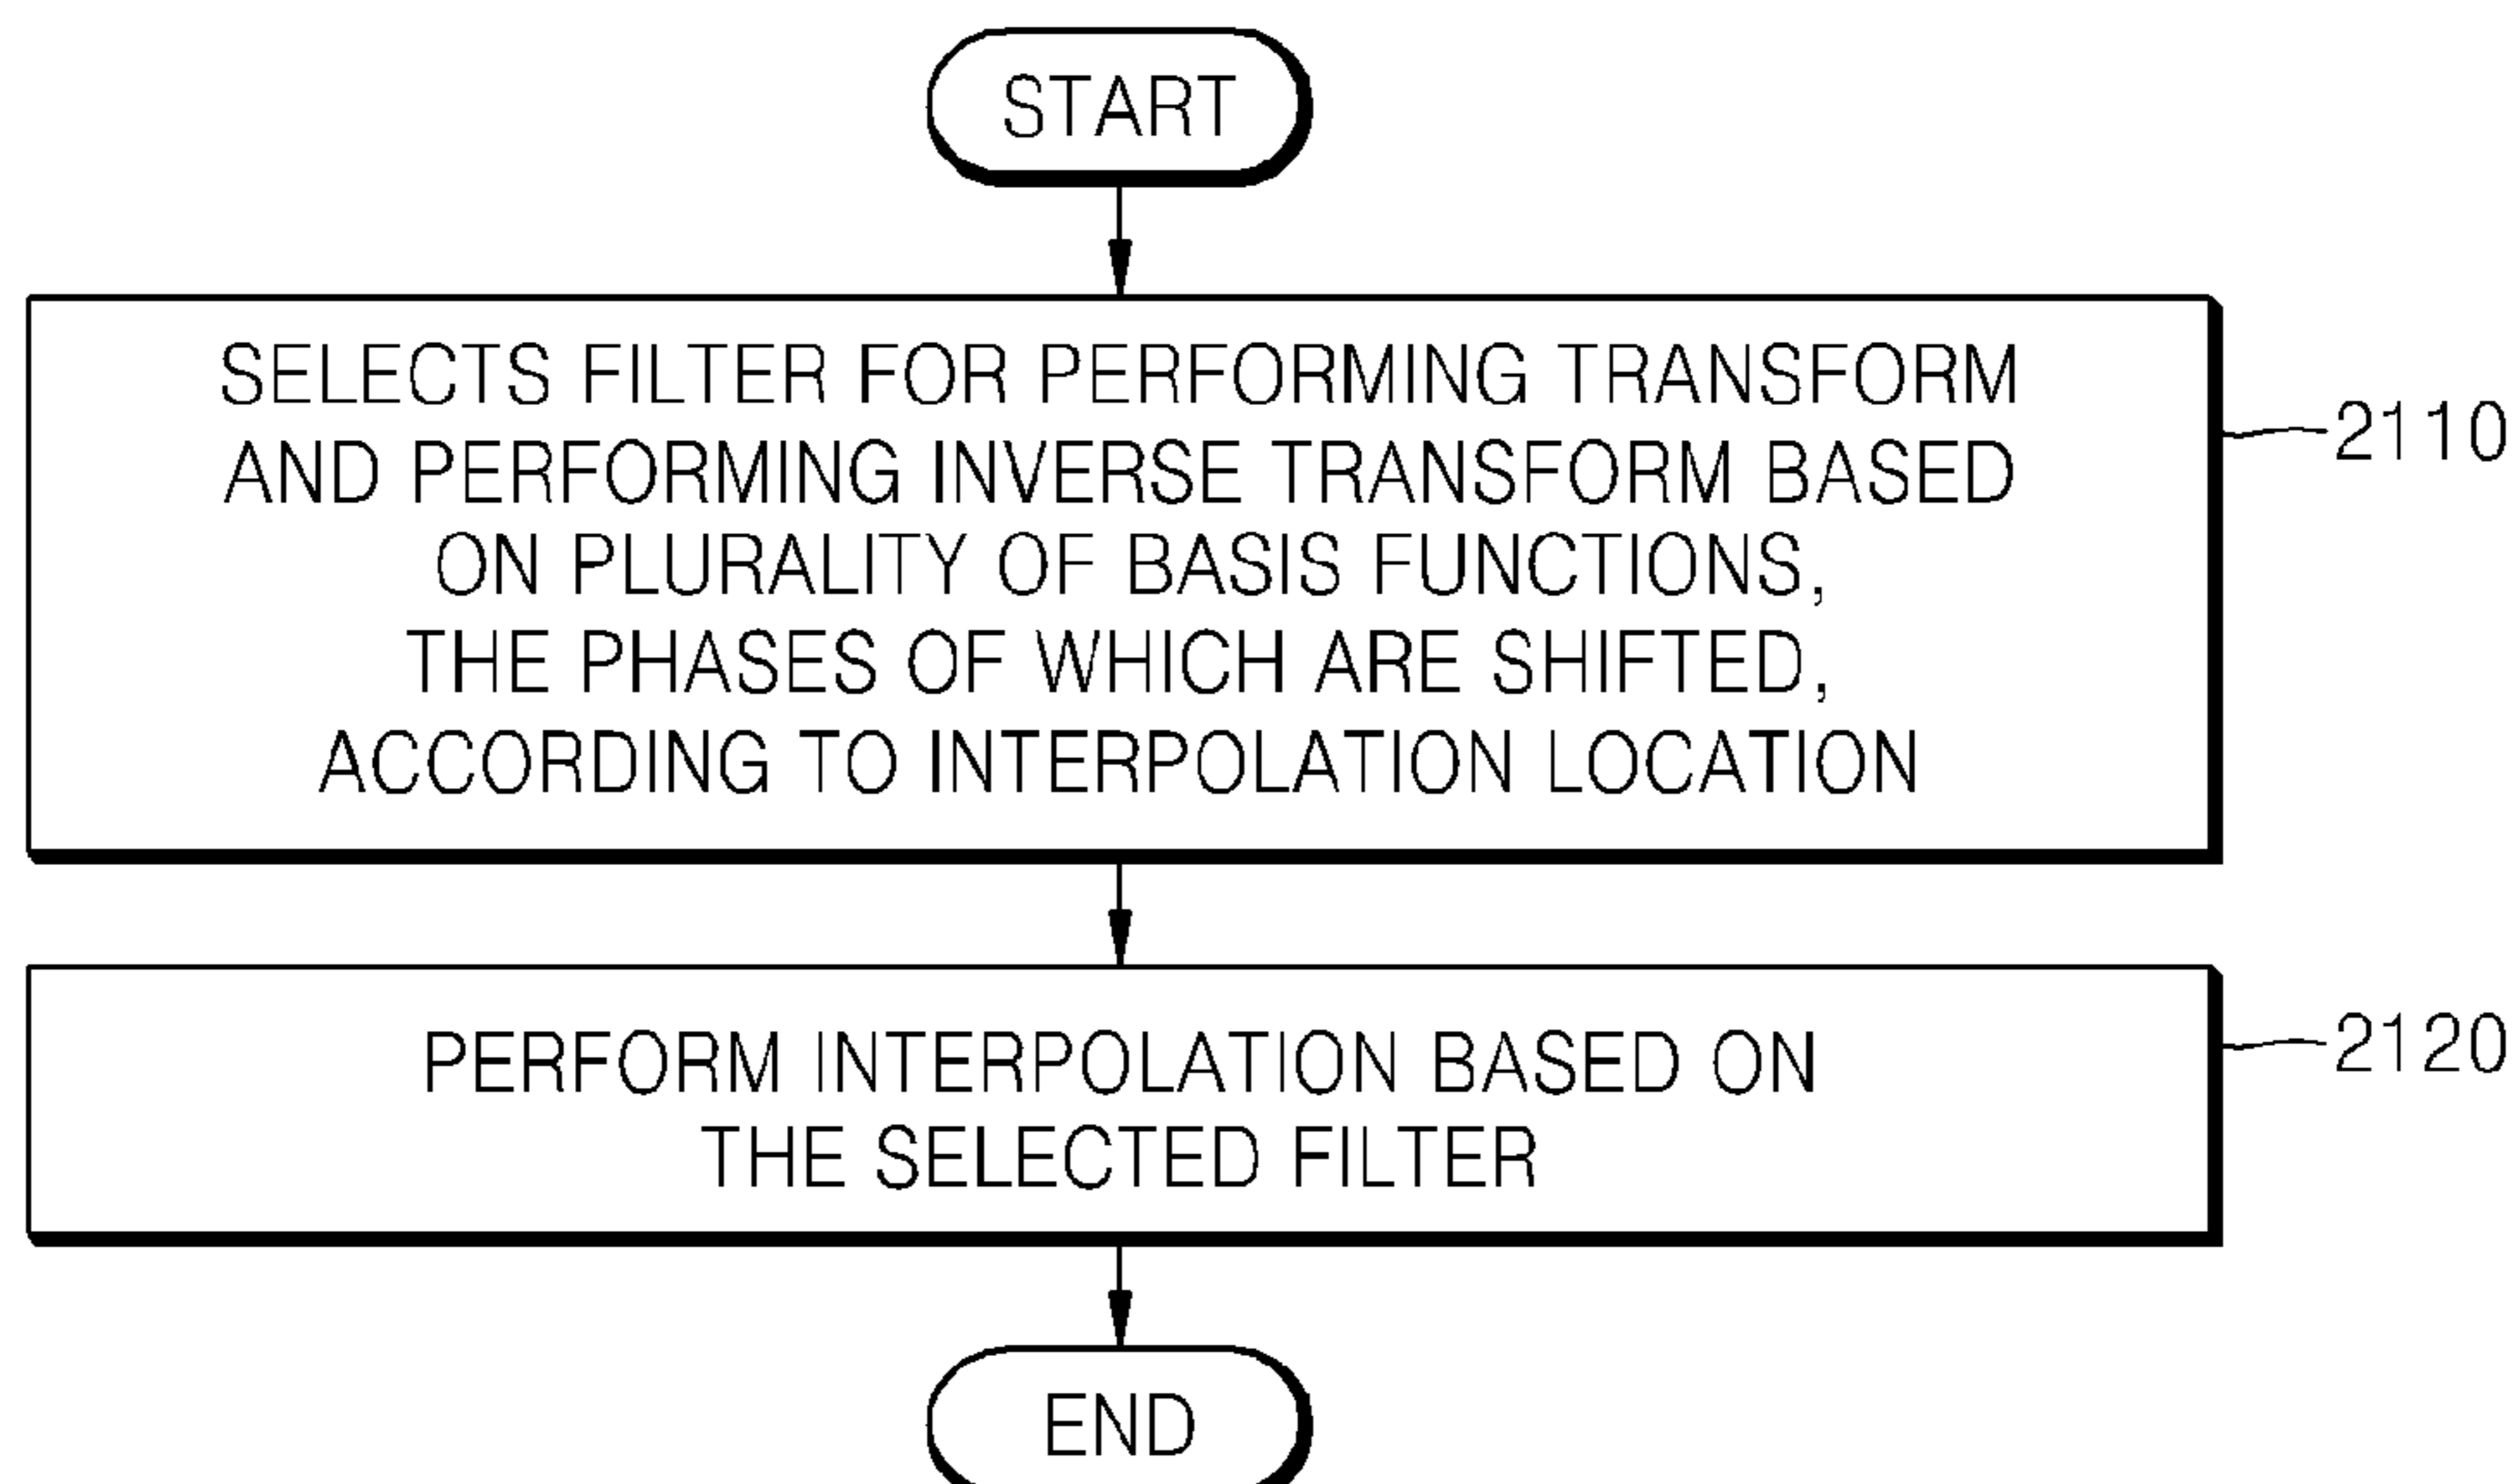 START
SELECTS FILTER FOR PERFORMING TRANSFORM
AND PERFORMING INVERSE TRANSFORM BASED
ON PLURALITY OF BASIS FUNCTIONS,
THE PHASES OF WHICH ARE SHIFTED,
ACCORDING TO INTERPOLATION LOCATION
2110
PERFORM INTERPOLATION BASED ON
THE SELECTED FILTER
2120
END